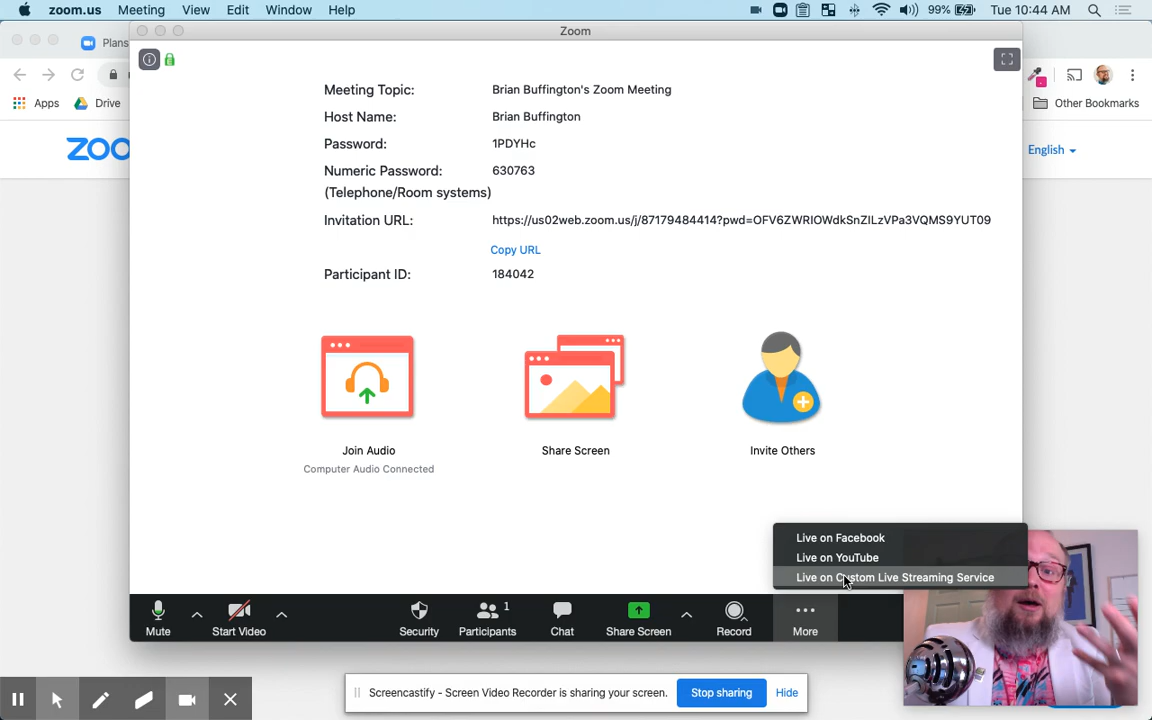 zoom.us Meeting View Edit Window Help 99% Tue 10:44 AM
Plans
Zoom
Apps Drive Other Bookmarks
ZOO
English
Meeting Topic: Brian Buffington's Zoom Meeting
Host Name: Brian Buffington
Password: 1PDYHc
Numeric Password: 630763
(Telephone/Room systems)
Invitation URL: https://us02web.zoom.us/j/87179484414?pwd=OFV6ZWRIOWdkSnZILzVPa3VQMS9YUT09
Copy URL
Participant ID: 184042
Join Audio Share Screen Invite Others
Computer Audio Connected
Live on Facebook
Live on YouTube
Live on Custom Live Streaming Service
1
Mute Start Video Security Participants Chat Share Screen Record More
Screencastify - Screen Video Recorder is sharing your screen. Stop sharing Hide